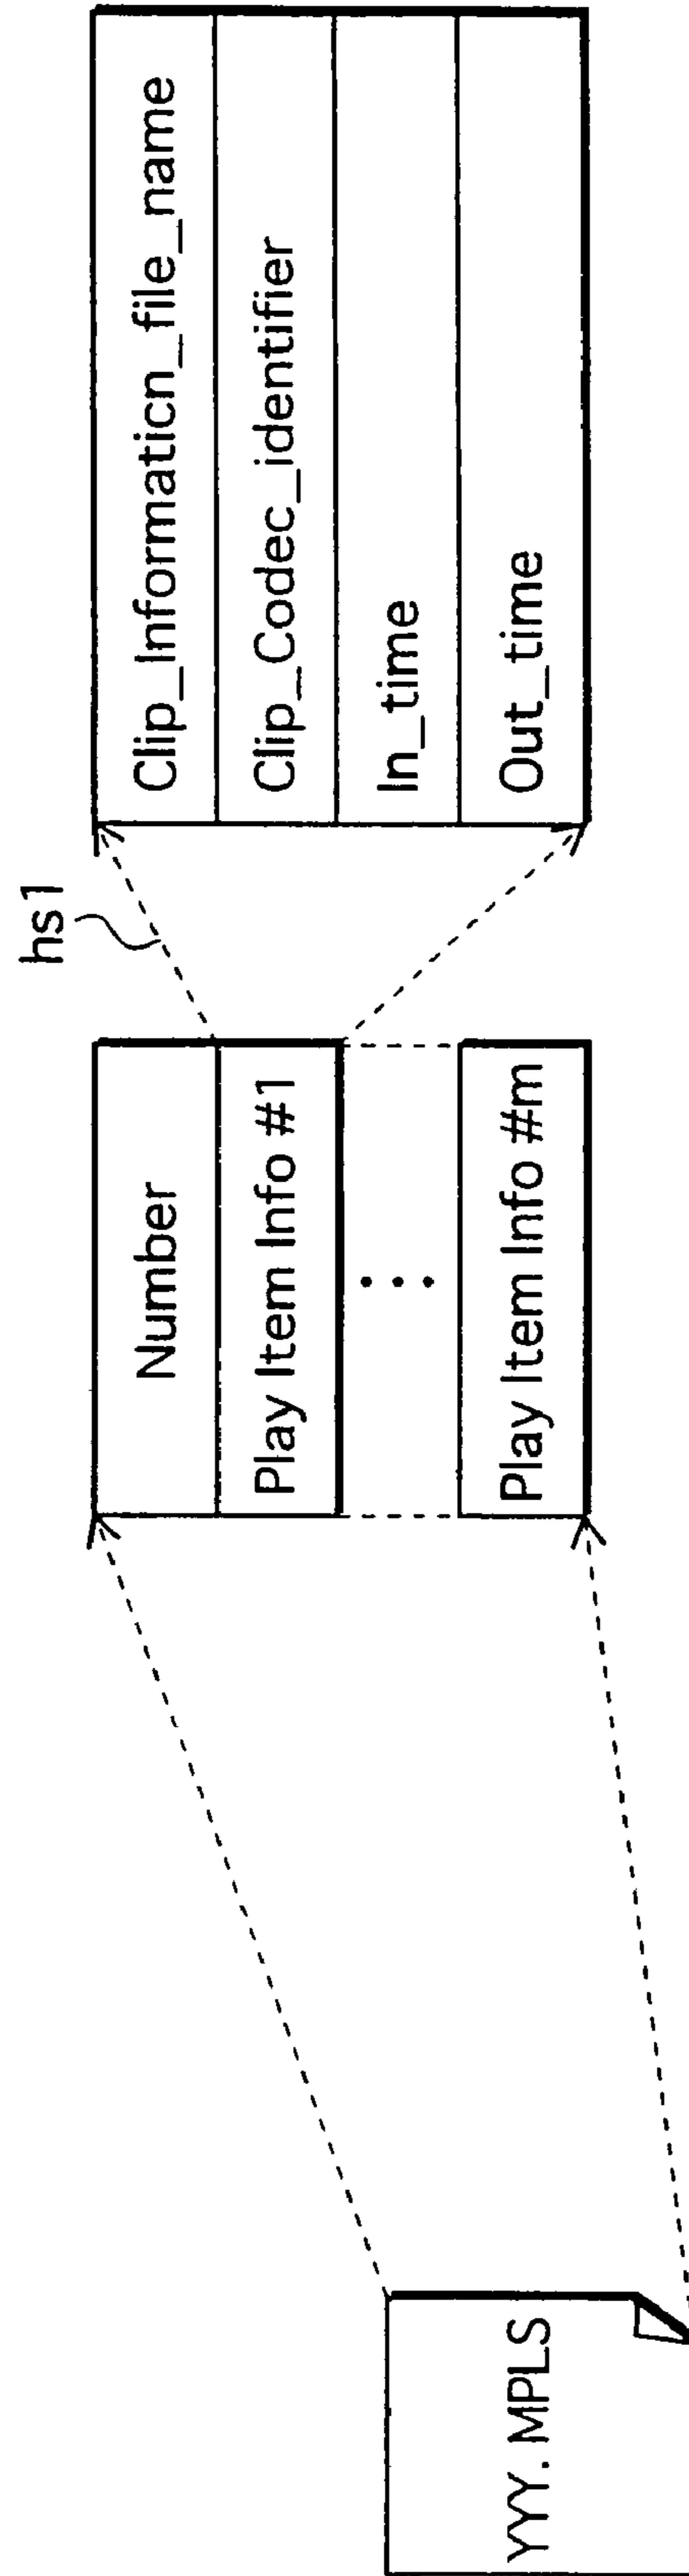 YYY. MPLS
Number
Play Item Info #1
Play Item Info #m
hs1
Clip_Informaticn_file_name
Clip_Codec_identifier
In_time
Out_time